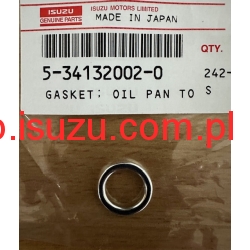 ISUZU
GENUINE PARTS
ISUZU MOTORS LIMITED
MADE IN JAPAN
QTY.
5-34132002-0
242-
GASKET: OIL PAN TO S
.isuzu.com.p